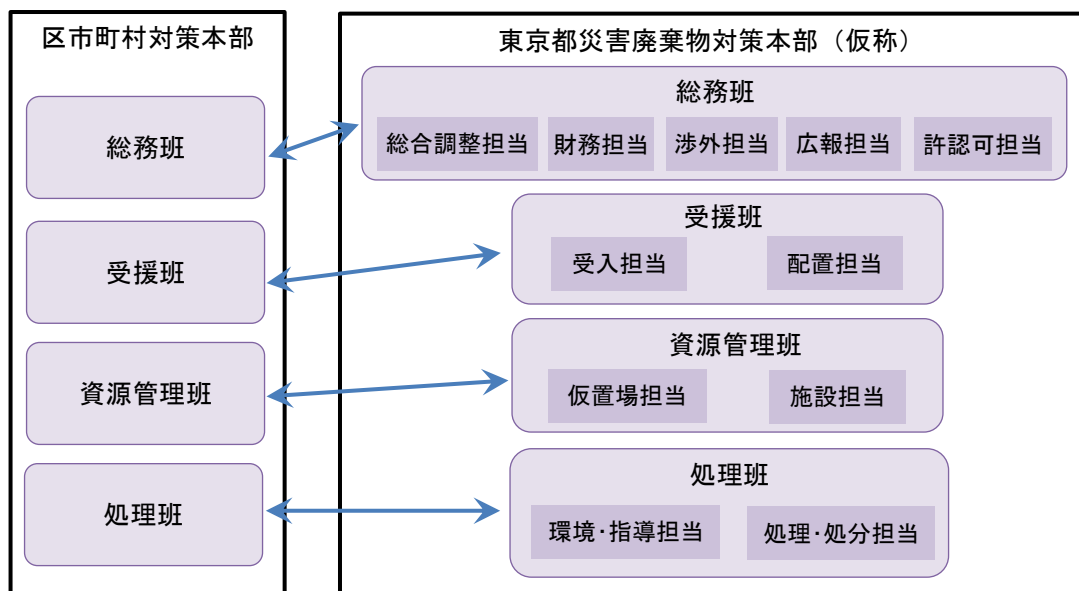 区市町村対策本部
総務班
受援班
資源管理班
処理班
東京都災害廃棄物対策本部（仮称）
総務班
総合調整担当
財務担当
渉外担当
広報担当
許認可担当
受援班
受入担当
配置担当
資源管理班
仮置場担当
施設担当
処理班
環境･指導担当
処理･処分担当